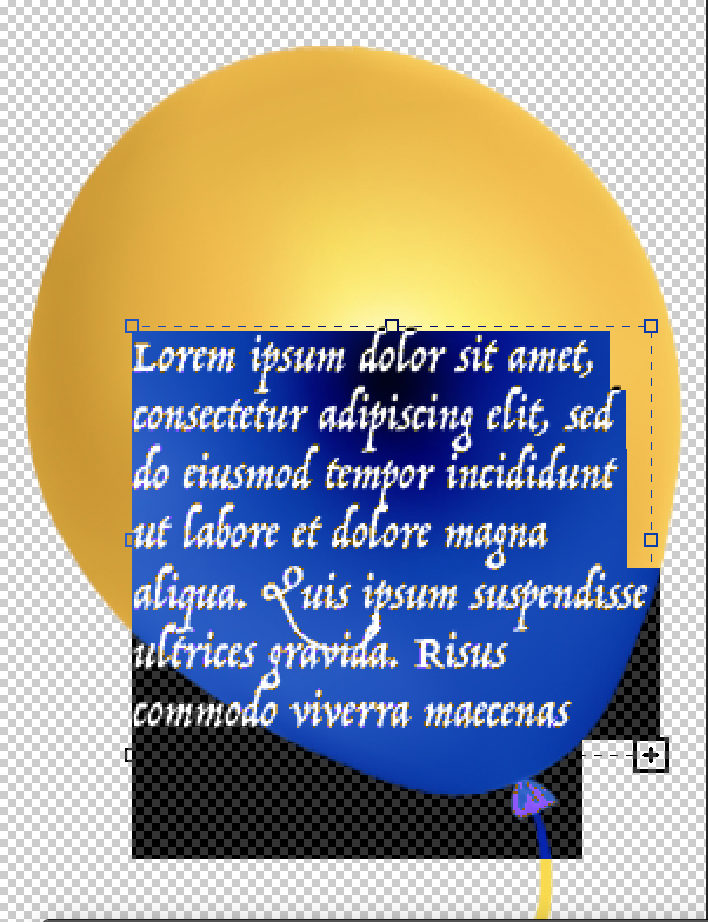 Lorem ipsum dolor sit amet,
consectetur adipiscing elit, sed
do eiusmod tempor incididunt
ut labore et dolore magna
aliqua. Quis ipsum suspendisse
ultrices gravida. Risus
commodo viverra maecenas